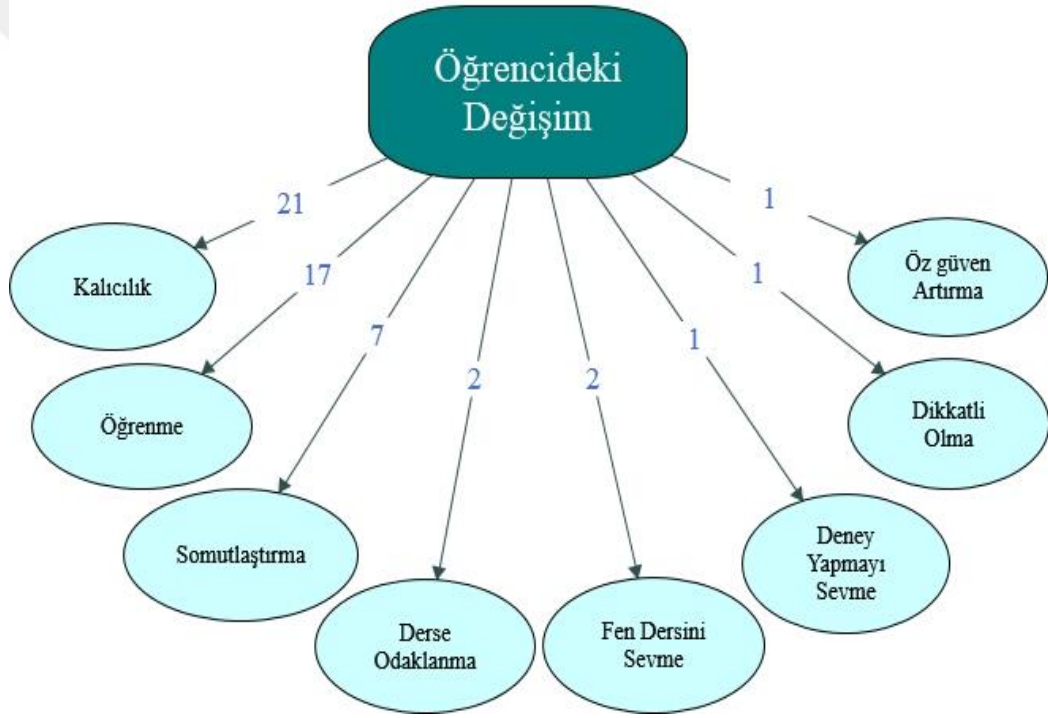 Öğrencideki
Değişim
21
Kalıcılık
17
Öğrenme
7
Somutlaştırma
2
Derse
Odaklanma
2
Fen Dersini
Sevme
1
Deney
Yapmayı
Sevme
1
Dikkatli
Olma
1
Öz güven
Artırma